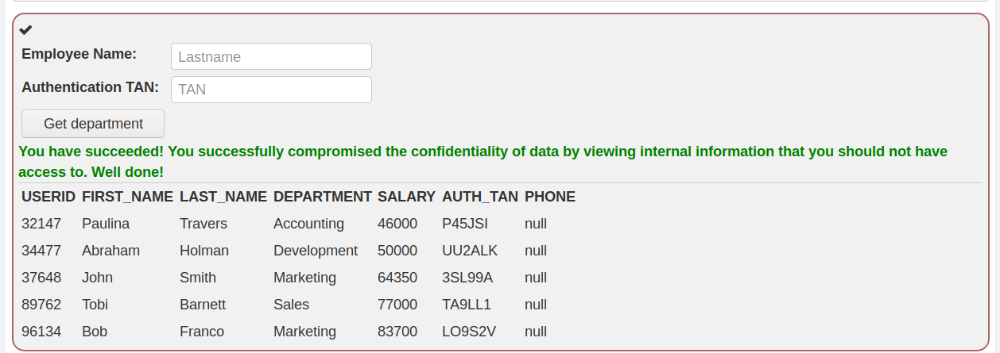 Employee Name: Lastname
Authentication TAN: TAN
Get department
You have succeeded! You successfully compromised the confidentiality of data by viewing internal information that you should not have
access to. Well done!
USERID FIRST_NAME LAST_NAME DEPARTMENT SALARY AUTH_TAN PHONE
32147 Paulina Travers Accounting 46000 P45JSI null
34477 Abraham Holman Development 50000 UU2ALK null
37648 John Smith Marketing 64350 3SL99A null
89762 Tobi Barnett Sales 77000 TA9LL1 null
96134 Bob Franco Marketing 83700 LO9S2V null